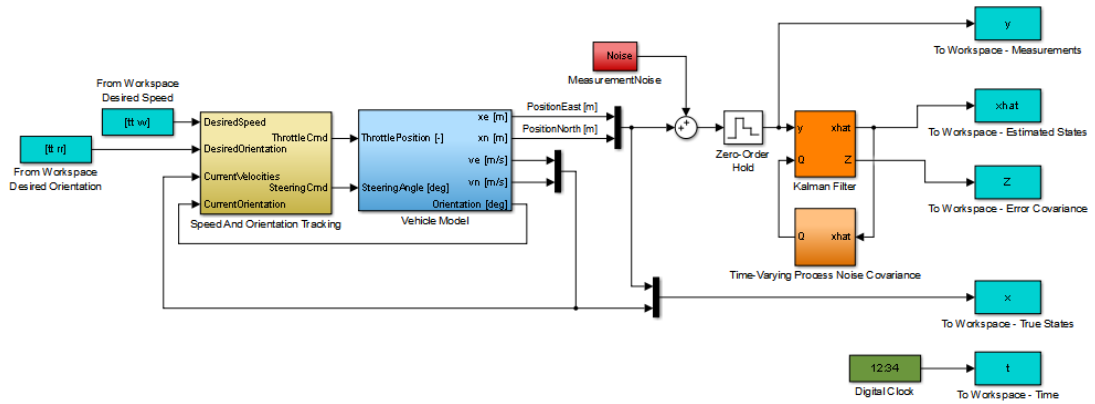 y
To Workspace - Measurements
Noise
MeasurementNoise
From Workspace
Desired Speed
[tt vv]
[tt rr]
From Workspace
Desired Orientation
DesiredSpeed
DesiredOrientation
CurrentVelocities
CurrentOrientation
ThrottleCmd
SteeringCmd
Speed And Orientation Tracking
ThrottlePosition [-]
SteeringAngle [deg]
xe [m]
xn [m]
ve [m/s]
vn [m/s]
Orientation [deg]
Vehicle Model
PositionEast [m]
PositionNorth [m]
Zero-Order
Hold
y
Q
xhat
Z
Kalman Filter
xhat
To Workspace - Estimated States
Z
To Workspace - Error Covariance
Q
xhat
Time-Varying Process Noise Covariance
x
To Workspace - True States
12:34
Digital Clock
t
To Workspace - Time